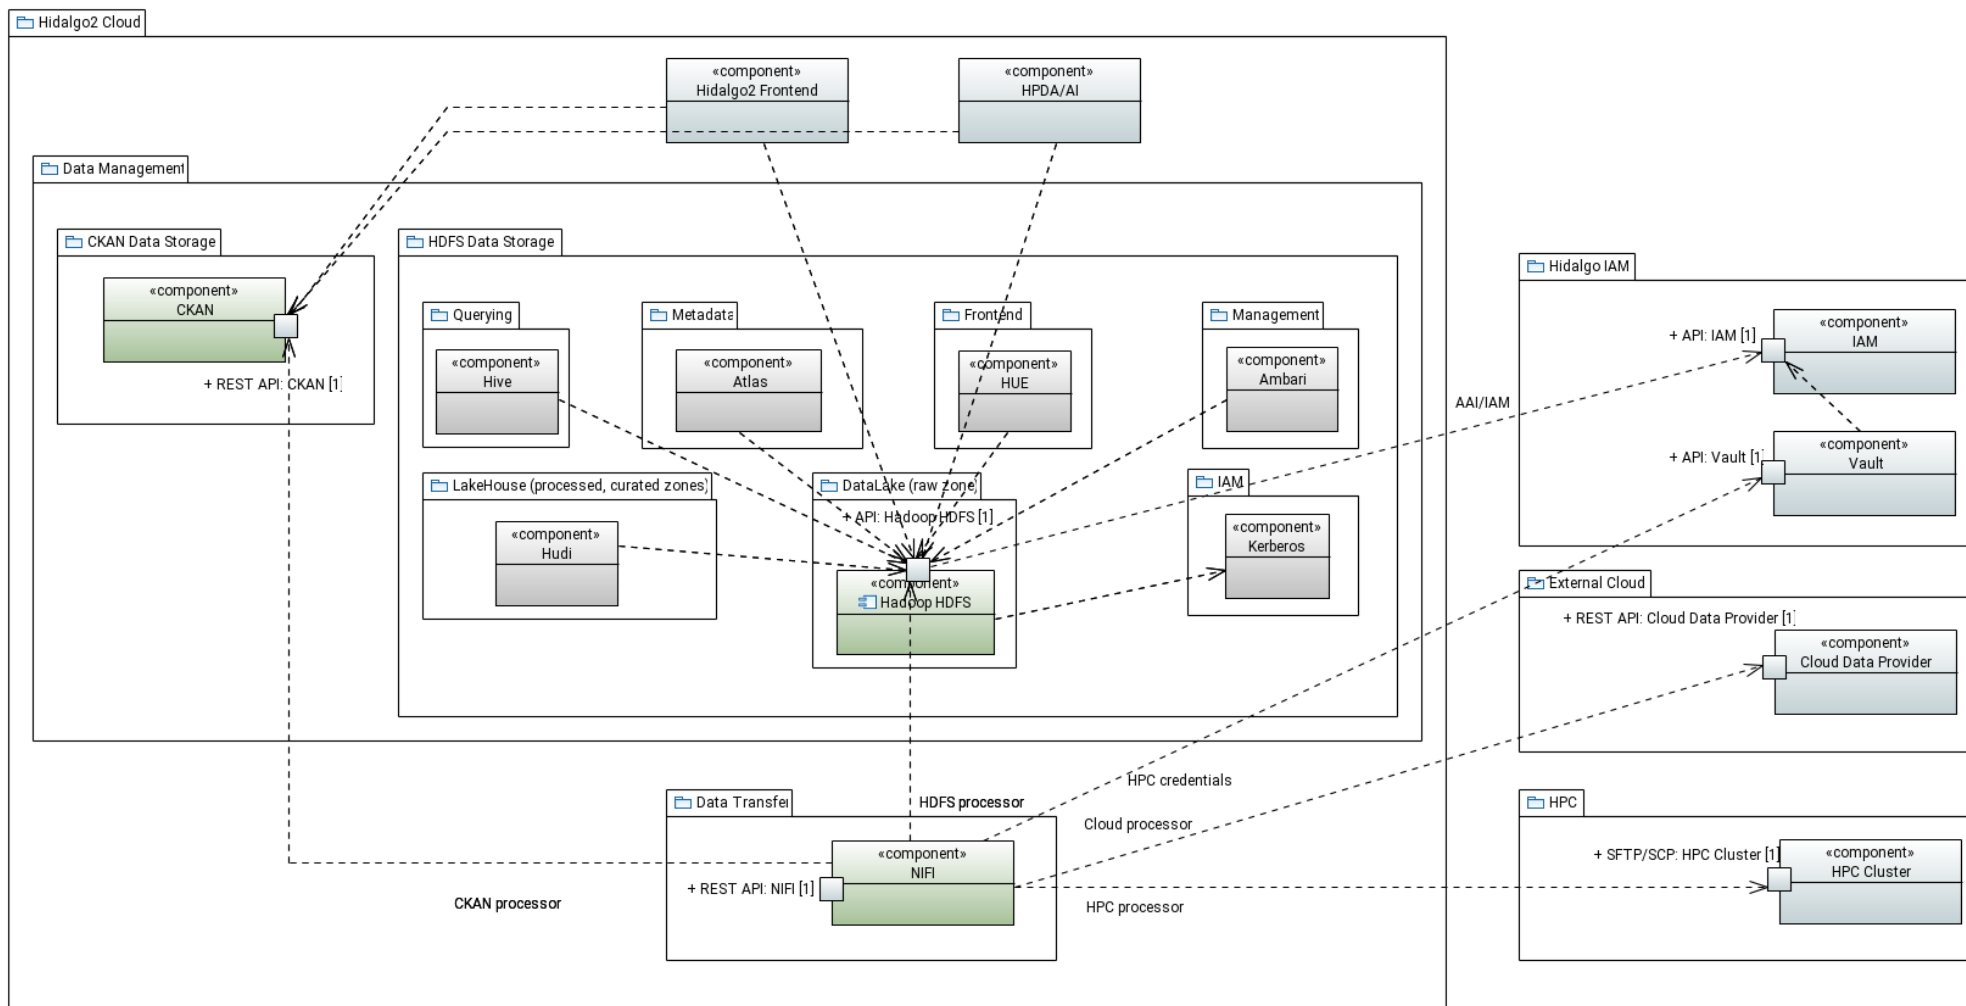 Hidalgo2 Cloud
«component»
Hidalgo2 Frontend
«component»
HPDA/AI
Data Management
CKAN Data Storage
«component»
CKAN
+ REST API: CKAN [1]
HDFS Data Storage
Querying
«component»
Hive
Metadata
«component»
Atlas
Frontend
«component»
HUE
Management
«component»
Ambari
LakeHouse (processed, curated zones)
«component»
Hudi
DataLake (raw zone)
+ API: Hadoop HDFS [1]
«component»
Hadoop HDFS
IAM
«component»
Kerberos
Hidalgo IAM
+ API: IAM [1]
«component»
IAM
AAI/IAM
+ API: Vault [1]
«component»
Vault
External Cloud
+ REST API: Cloud Data Provider [1]
«component»
Cloud Data Provider
HPC credentials
Data Transfer
HDFS processor
Cloud processor
«component»
NIFI
+ REST API: NIFI [1]
CKAN processor
HPC processor
HPC
+ SFTP/SCP: HPC Cluster [1]
«component»
HPC Cluster